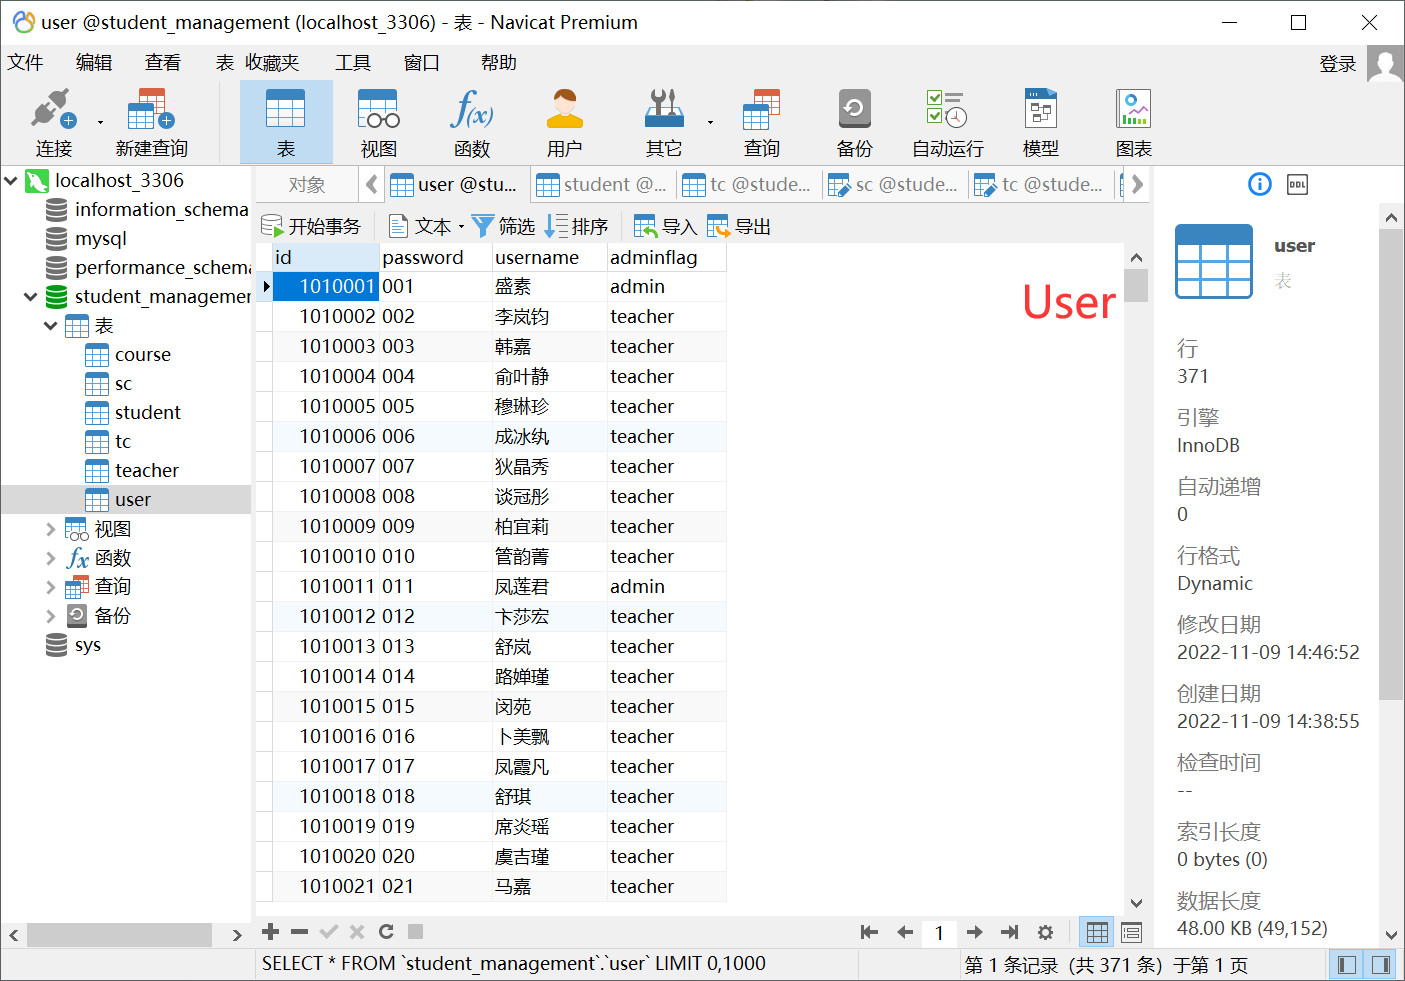 user @student_management (localhost_3306) - 表 - Navicat Premium
文件 编辑 查看 表 收藏夹 工具 窗口 帮助 登录
连接 新建查询 表 视图 函数 用户 其它 查询 备份 自动运行 模型 图表
localhost_3306
information_schema
mysql
performance_schema
student_managemer
表
course
sc
student
tc
teacher
user
视图
函数
查询
备份
sys
对象 user @stu... student @... tc @stude... sc @stude... tc @stude...
开始事务 文本 筛选 排序 导入 导出
id password username adminflag
1010001 001 盛素 admin
1010002 002 李岚钧 teacher
1010003 003 韩嘉 teacher
1010004 004 俞叶静 teacher
1010005 005 穆琳珍 teacher
1010006 006 成冰纨 teacher
1010007 007 狄晶秀 teacher
1010008 008 谈冠彤 teacher
1010009 009 柏宜莉 teacher
1010010 010 管韵菁 teacher
1010011 011 凤莲君 admin
1010012 012 卞莎宏 teacher
1010013 013 舒岚 teacher
1010014 014 路婵瑾 teacher
1010015 015 闵苑 teacher
1010016 016 卜美飘 teacher
1010017 017 凤霞凡 teacher
1010018 018 舒琪 teacher
1010019 019 席炎瑶 teacher
1010020 020 虞吉瑾 teacher
1010021 021 马嘉 teacher
User
1
SELECT * FROM `student_management`.`user` LIMIT 0,1000
第 1 条记录 (共 371 条) 于第 1 页
DDL
user
表
行
371
引擎
InnoDB
自动递增
0
行格式
Dynamic
修改日期
2022-11-09 14:46:52
创建日期
2022-11-09 14:38:55
检查时间
--
索引长度
0 bytes (0)
数据长度
48.00 KB (49,152)